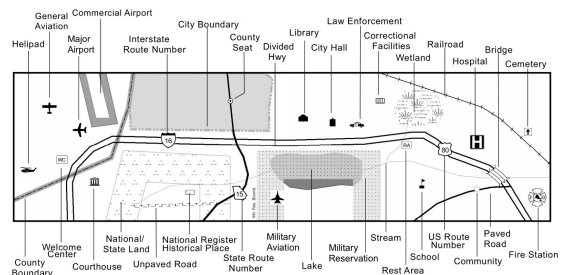 General
Aviation
Commercial Airport
City Boundary
Library
Law Enforcement
Helipad
Major
Airport
Interstate
Route Number
County
Seat
Divided
Hwy
City Hall
Correctional
Facilities
Wetland
Railroad
Hospital
Bridge
Cemetery
16
80
H
WC
RA
15
Mil. Res. Bound.
County
Boundary
Welcome
Center
Courthouse
National/
State Land
Unpaved Road
National Register
Historical Place
State Route
Number
Military
Aviation
Lake
Military
Reservation
Stream
Rest Area
School
US Route
Number
Community
Paved
Road
Fire Station